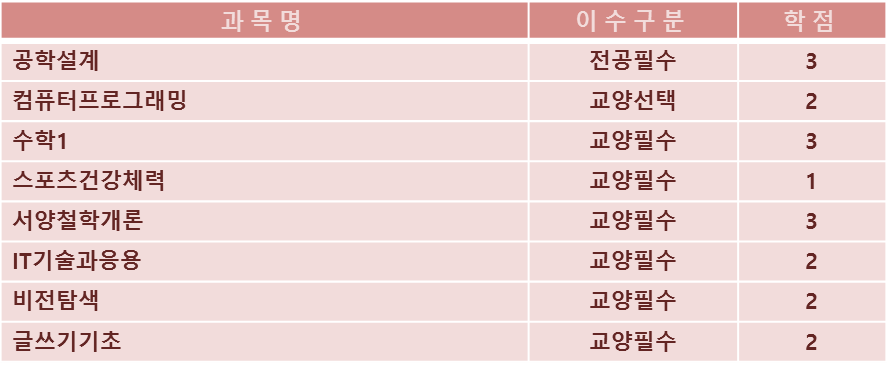 과 목 명 이 수 구 분 학 점
공학설계 전공필수 3
컴퓨터프로그래밍 교양선택 2
수학1 교양필수 3
스포츠건강체력 교양필수 1
서양철학개론 교양필수 3
IT기술과응용 교양필수 2
비전탐색 교양필수 2
글쓰기기초 교양필수 2